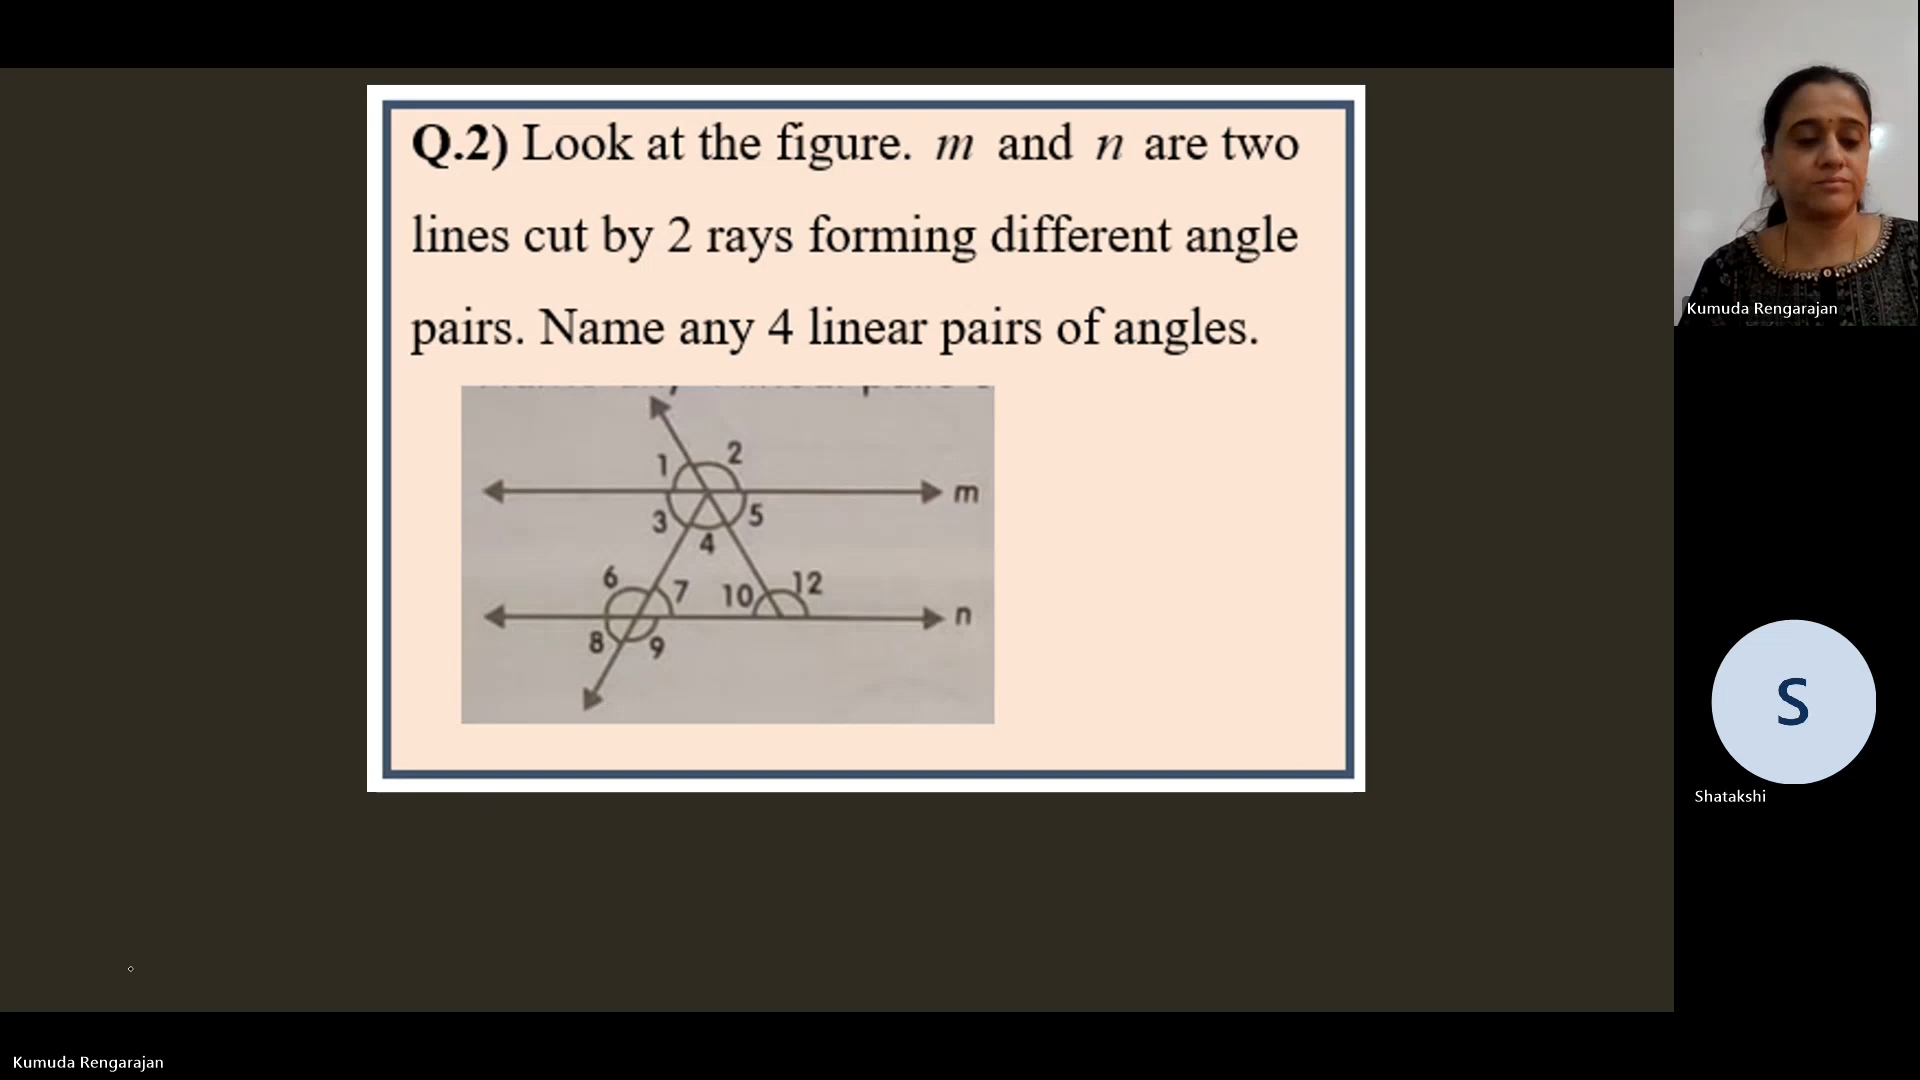 Q.2) Look at the figure. m and n are two
lines cut by 2 rays forming different angle
pairs. Name any 4 linear pairs of angles.
1 2
m
3 5
4
6 7 10 12
n
8 9
Kumuda Rengarajan
S
Shatakshi
Kumuda Rengarajan